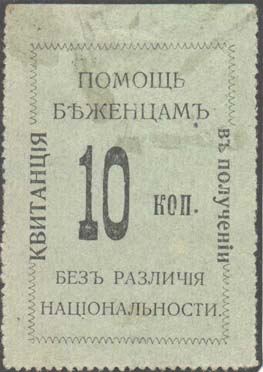 ПОМОЩЬ
БѢЖЕНЦАМЪ
КВИТАНЦІЯ
10 КОП.
въ полученіи
БЕЗЪ РАЗЛИЧІЯ
НАЦІОНАЛЬНОСТИ.